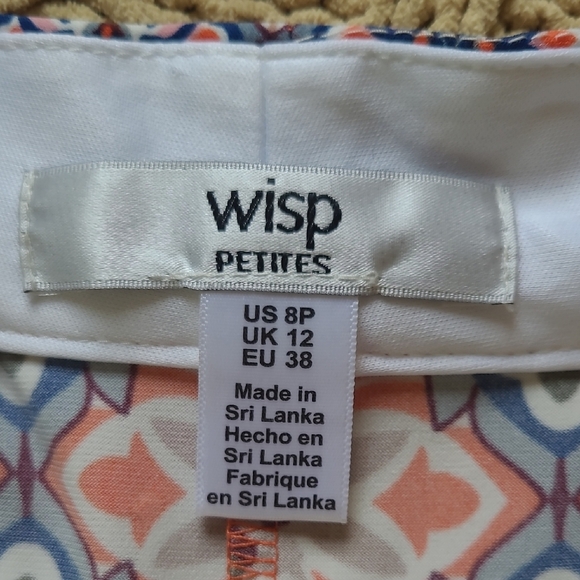 wisp
PETITES
US 8P
UK 12
EU 38
Made in
Sri Lanka
Hecho en
Sri Lanka
Fabrique
en Sri Lanka